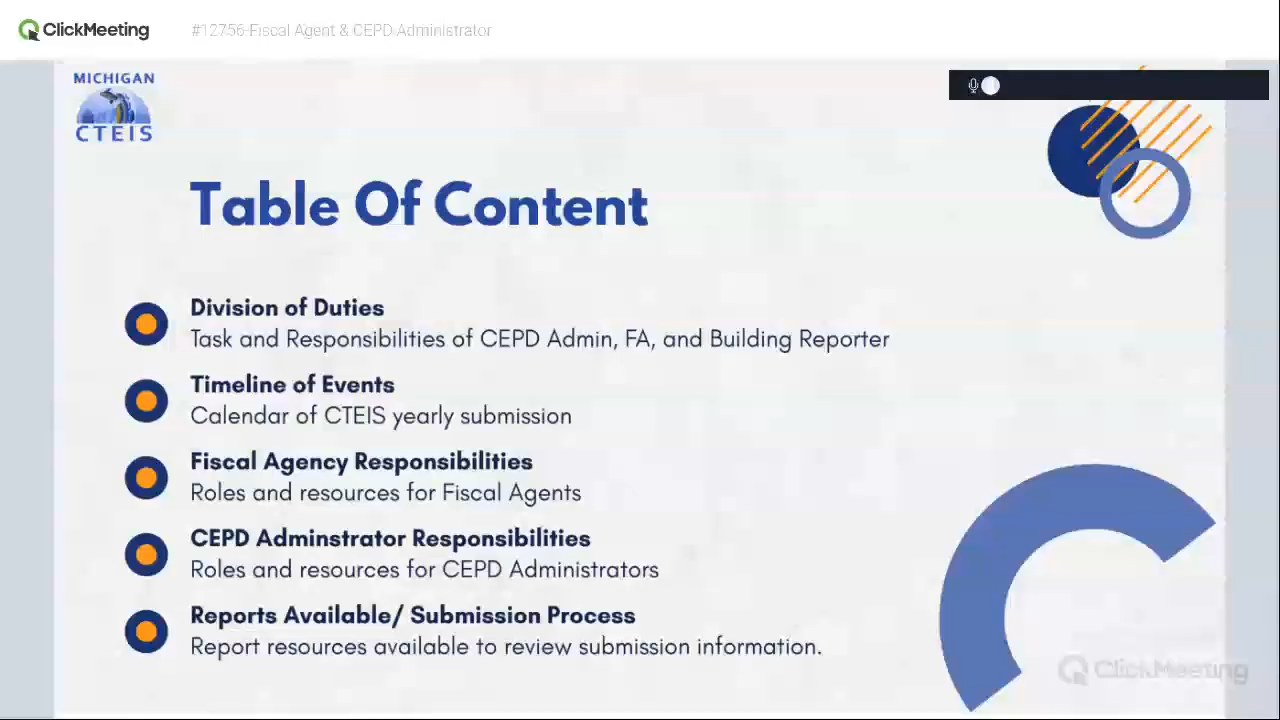 ClickMeeting
#12756-Fiscal Agent & CEPD Administrator
MICHIGAN
CTEIS
Table Of Content
Division of Duties
Task and Responsibilities of CEPD Admin, FA, and Building Reporter
Timeline of Events
Calendar of CTEIS yearly submission
Fiscal Agency Responsibilities
Roles and resources for Fiscal Agents
CEPD Adminstrator Responsibilities
Roles and resources for CEPD Administrators
Reports Available/ Submission Process
Report resources available to review submission information.
ClickMeeting